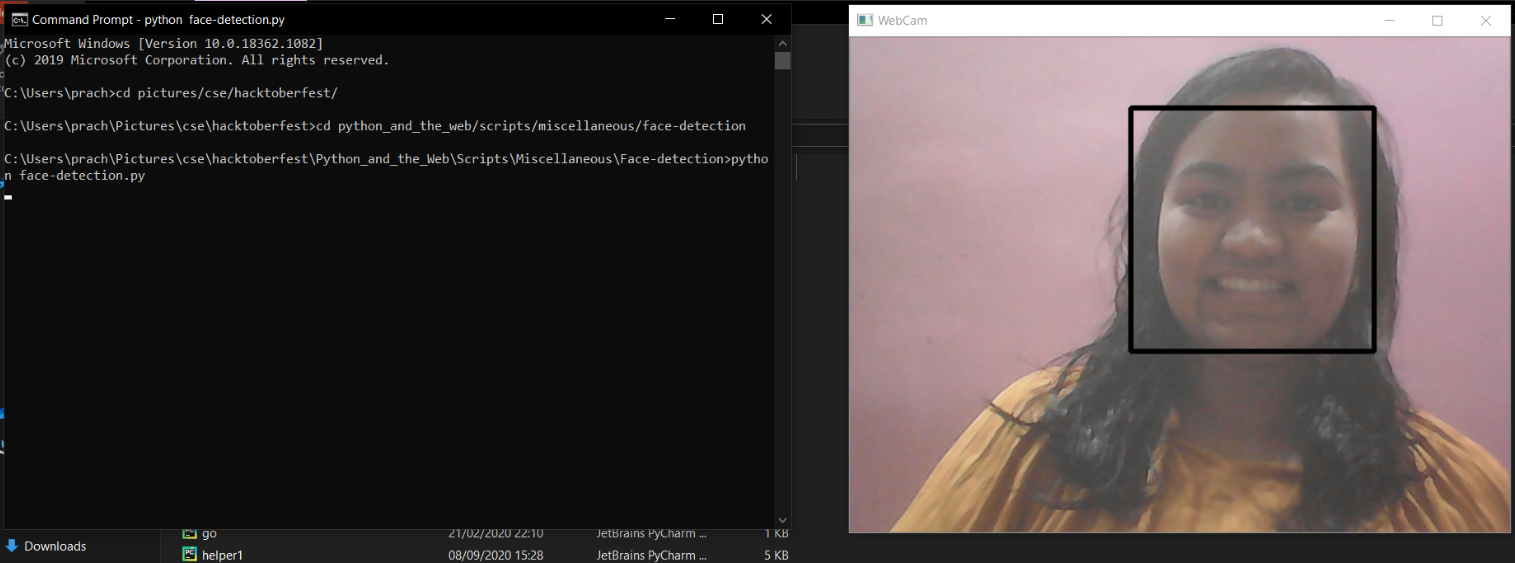 Command Prompt - python  face-detection.py
Microsoft Windows [Version 10.0.18362.1082]
(c) 2019 Microsoft Corporation. All rights reserved.
C:\Users\prach>cd pictures/cse/hacktoberfest/
C:\Users\prach\Pictures\cse\hacktoberfest>cd python_and_the_web/scripts/miscellaneous/face-detection
C:\Users\prach\Pictures\cse\hacktoberfest\Python_and_the_Web\Scripts\Miscellaneous\Face-detection>pytho
n face-detection.py
WebCam
go 21/02/2020 22:10 JetBrains PyCharm ... 1 KB
Downloads
helper1 08/09/2020 15:28 JetBrains PyCharm ... 5 KB